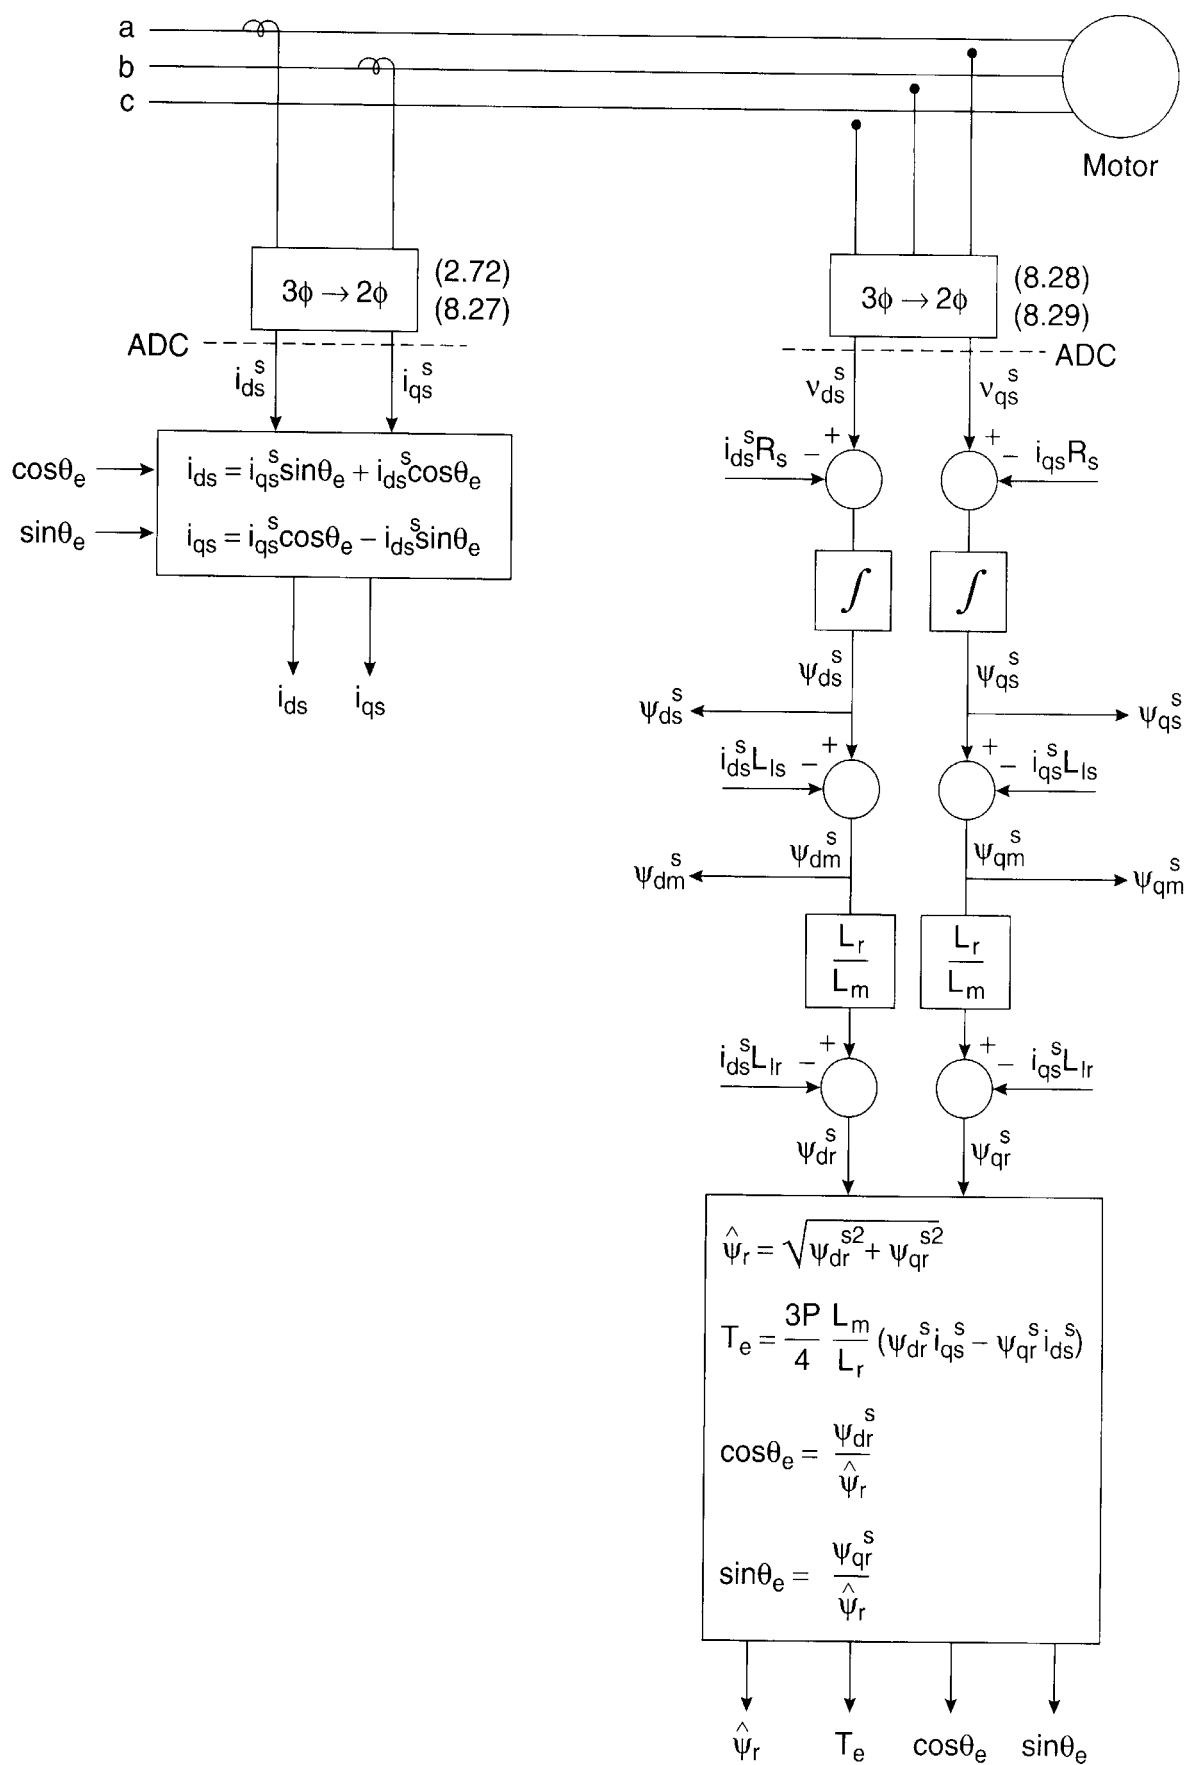 a
b
c
Motor
3ϕ → 2ϕ
(2.72)
(8.27)
ADC
i_ds^s
i_qs^s
cosθ_e
sinθ_e
i_ds = i_qs^s sinθ_e + i_ds^s cosθ_e
i_qs = i_qs^s cosθ_e − i_ds^s sinθ_e
i_ds
i_qs
3ϕ → 2ϕ
(8.28)
(8.29)
ADC
v_ds^s
v_qs^s
i_ds^s R_s − +
+ − i_qs R_s
∫
∫
ψ_ds^s
ψ_qs^s
ψ_ds^s
ψ_qs^s
i_ds^s L_ls − +
+ − i_qs^s L_ls
ψ_dm^s
ψ_qm^s
ψ_dm^s
ψ_qm^s
L_r / L_m
L_r / L_m
i_ds^s L_lr − +
+ − i_qs^s L_lr
ψ_dr^s
ψ_qr^s
ψ̂_r = √(ψ_dr^s2 + ψ_qr^s2)
T_e = 3P/4 L_m/L_r (ψ_dr^s i_qs^s − ψ_qr^s i_ds^s)
cosθ_e = ψ_dr^s / ψ̂_r
sinθ_e = ψ_qr^s / ψ̂_r
ψ̂_r
T_e
cosθ_e
sinθ_e